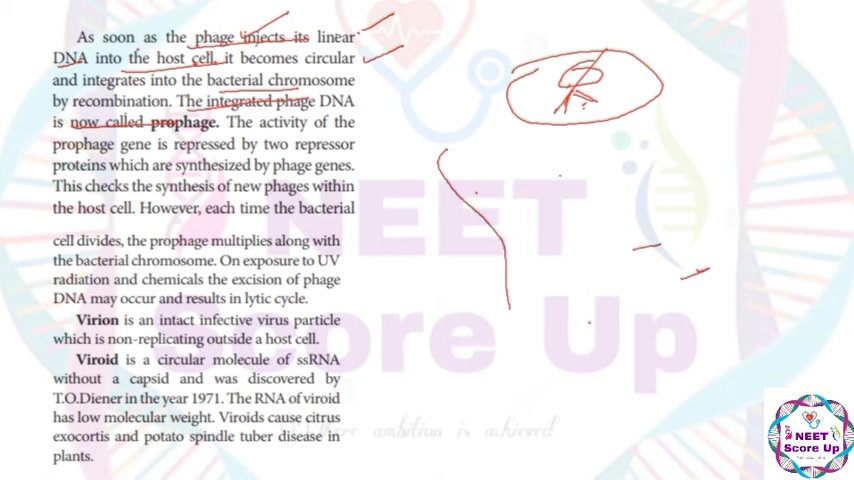 As soon as the phage injects its linear
DNA into the host cell, it becomes circular
and integrates into the bacterial chromosome
by recombination. The integrated phage DNA
is now called prophage. The activity of the
prophage gene is repressed by two repressor
proteins which are synthesized by phage genes.
This checks the synthesis of new phages within
the host cell. However, each time the bacterial
cell divides, the prophage multiplies along with
the bacterial chromosome. On exposure to UV
radiation and chemicals the excision of phage
DNA may occur and results in lytic cycle.
Virion is an intact infective virus particle
which is non-replicating outside a host cell.
Viroid is a circular molecule of ssRNA
without a capsid and was discovered by
T.O.Diener in the year 1971. The RNA of viroid
has low molecular weight. Viroids cause citrus
exocortis and potato spindle tuber disease in
plants.
NEET
Score Up
ambition is achieved
NEET
Score Up